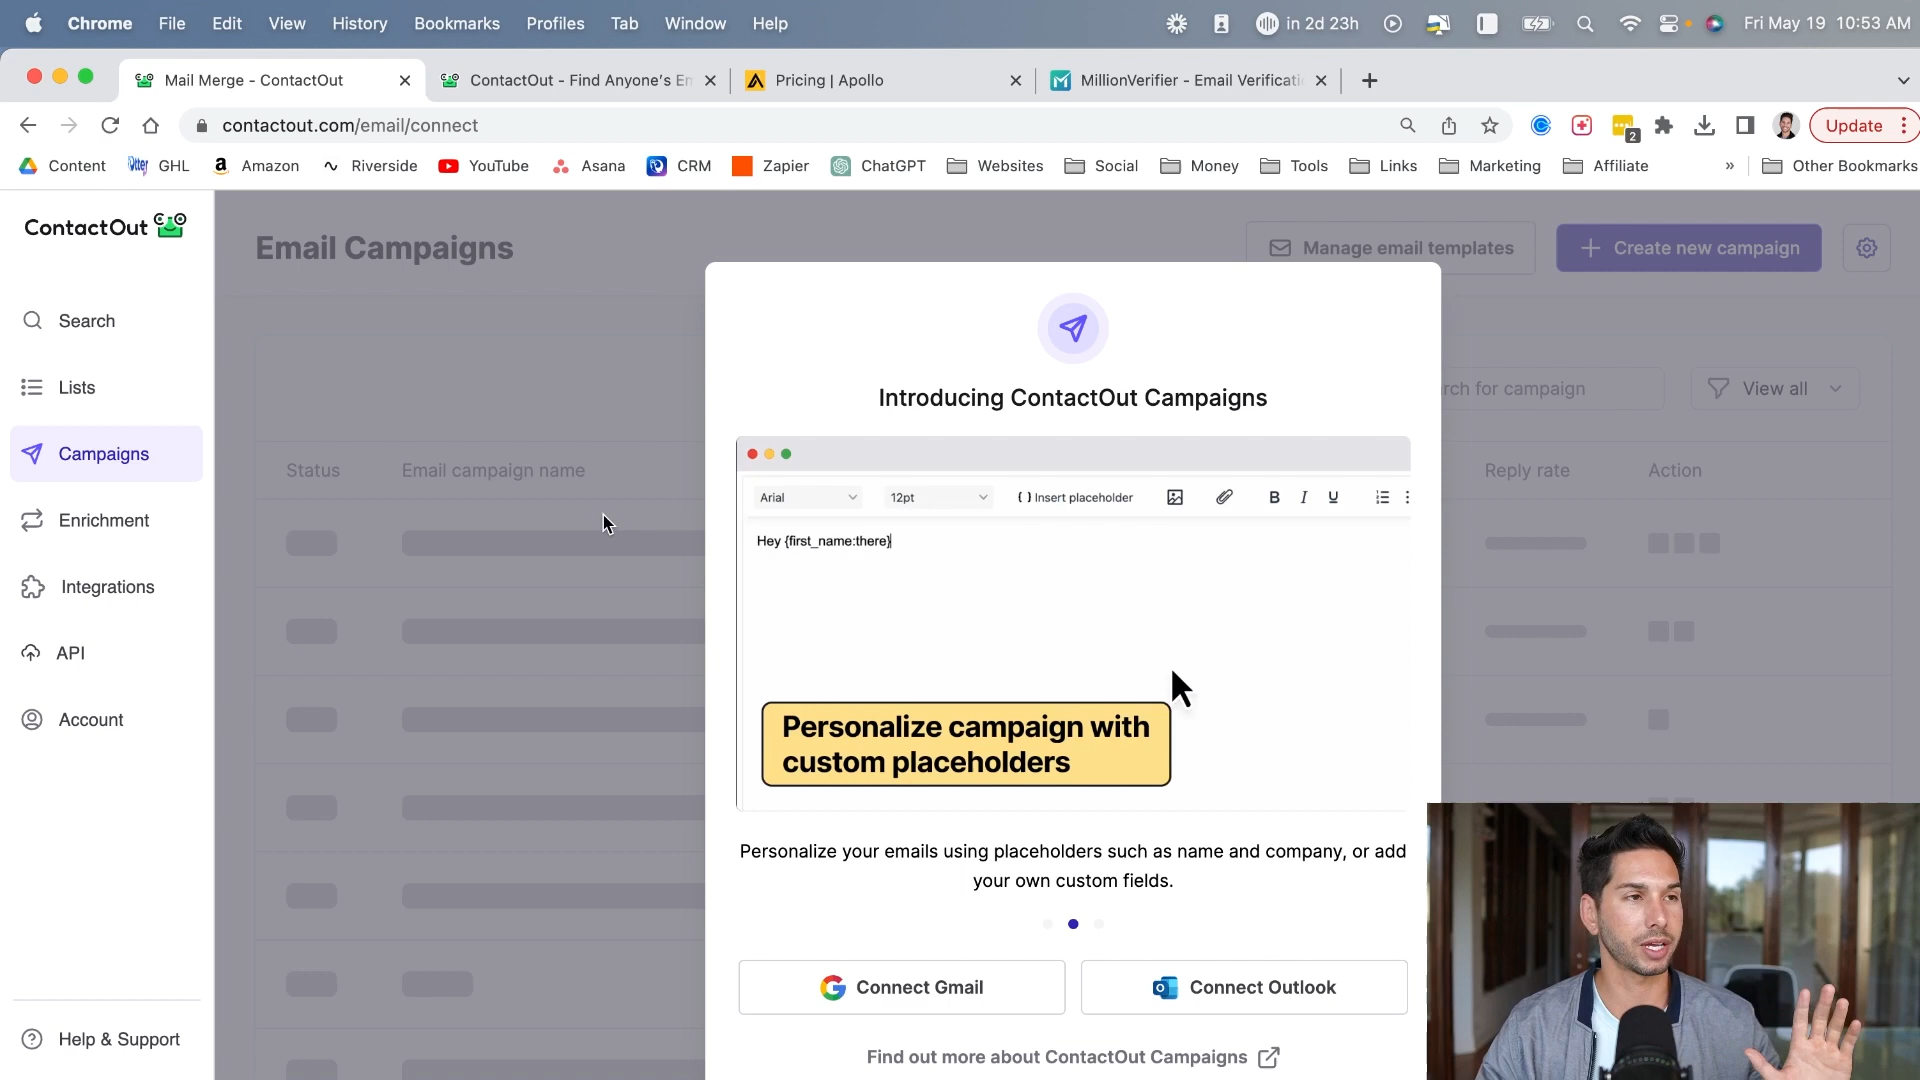 Chrome File Edit View History Bookmarks Profiles Tab Window Help in 2d 23h Fri May 19 10:53 AM
Mail Merge - ContactOut ContactOut - Find Anyone's Em Pricing | Apollo MillionVerifier - Email Verificati
contactout.com/email/connect 2 Update
Content GHL Amazon Riverside YouTube Asana CRM Zapier ChatGPT Websites Social Money Tools Links Marketing Affiliate » Other Bookmarks
ContactOut
Search
Lists
Campaigns
Enrichment
Integrations
API
Account
Help & Support
Email Campaigns
Manage email templates
Create new campaign
rch for campaign
View all
Status Email campaign name Reply rate Action
Introducing ContactOut Campaigns
Arial 12pt { } Insert placeholder B I U
Hey {first_name:there}
Personalize campaign with
custom placeholders
Personalize your emails using placeholders such as name and company, or add
your own custom fields.
Connect Gmail
Connect Outlook
Find out more about ContactOut Campaigns